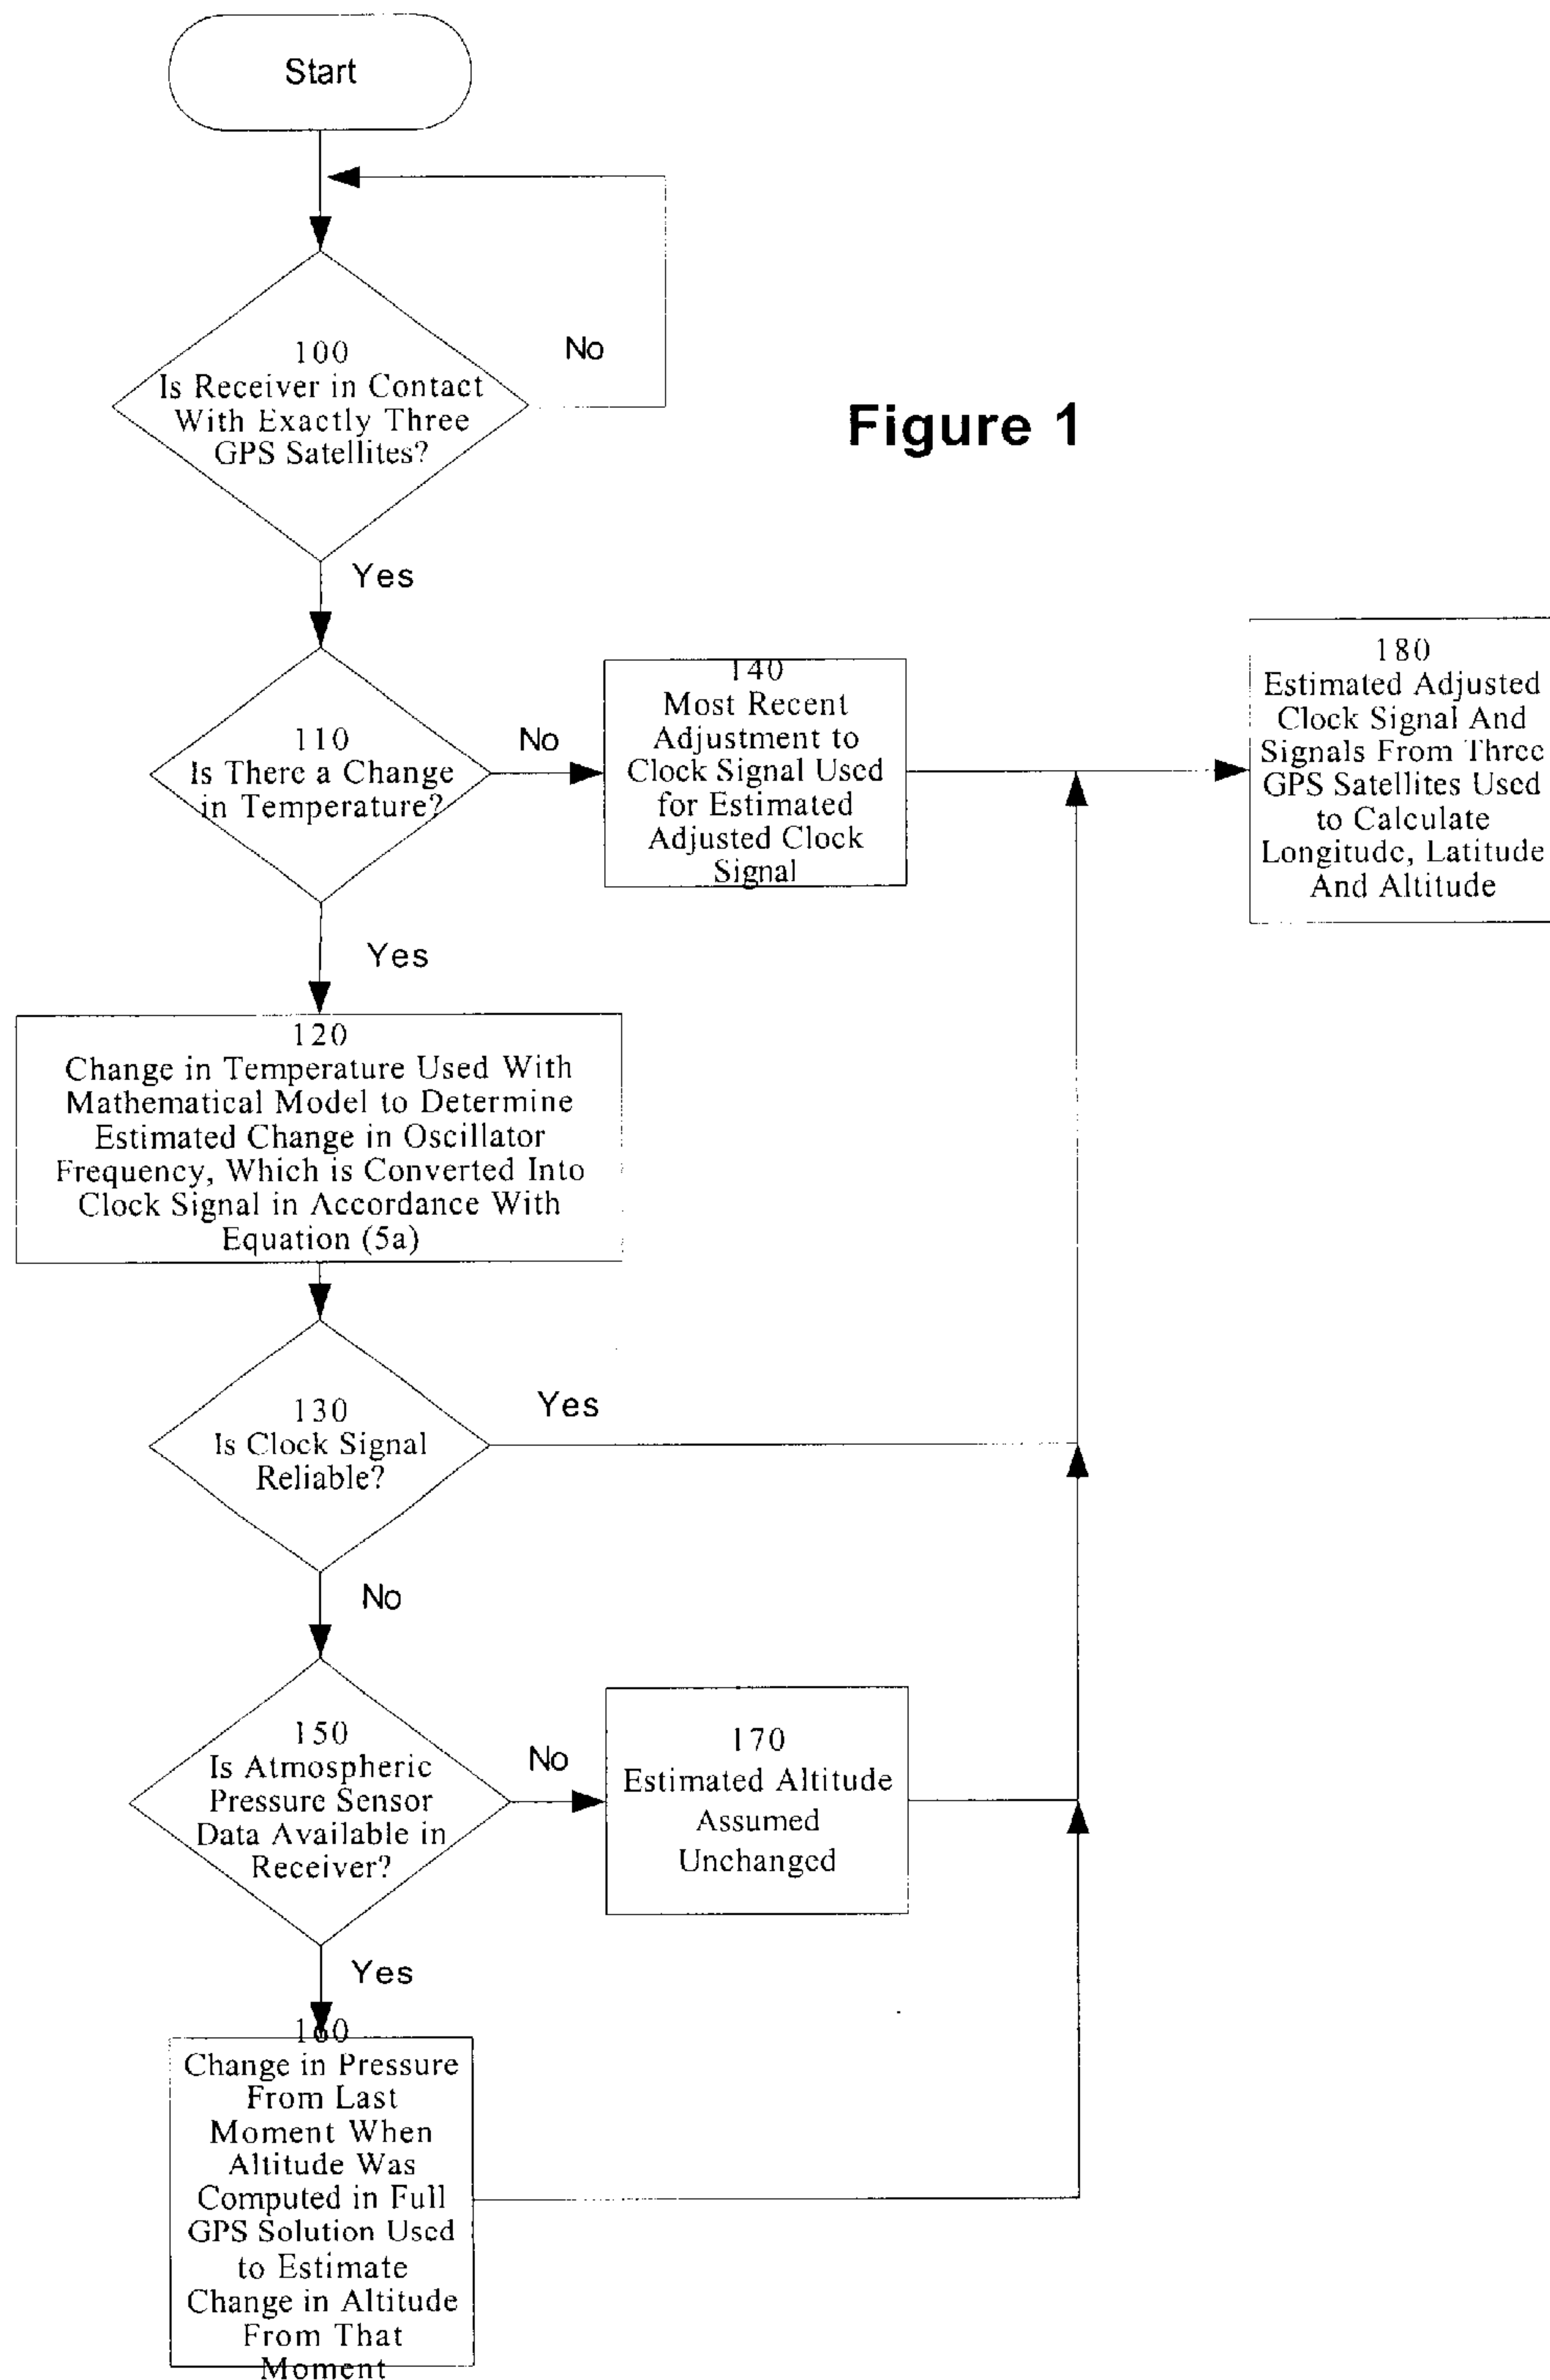 Start
100
Is Receiver in Contact
With Exactly Three
GPS Satellites?
No
Figure 1
Yes
110
Is There a Change
in Temperature?
No
140
Most Recent
Adjustment to
Clock Signal Used
for Estimated
Adjusted Clock
Signal
180
Estimated Adjusted
Clock Signal And
Signals From Three
GPS Satellites Used
to Calculate
Longitude, Latitude
And Altitude
Yes
120
Change in Temperature Used With
Mathematical Model to Determine
Estimated Change in Oscillator
Frequency, Which is Converted Into
Clock Signal in Accordance With
Equation (5a)
130
Is Clock Signal
Reliable?
Yes
No
150
Is Atmospheric
Pressure Sensor
Data Available in
Receiver?
No
170
Estimated Altitude
Assumed
Unchanged
Yes
160
Change in Pressure
From Last
Moment When
Altitude Was
Computed in Full
GPS Solution Used
to Estimate
Change in Altitude
From That
Moment